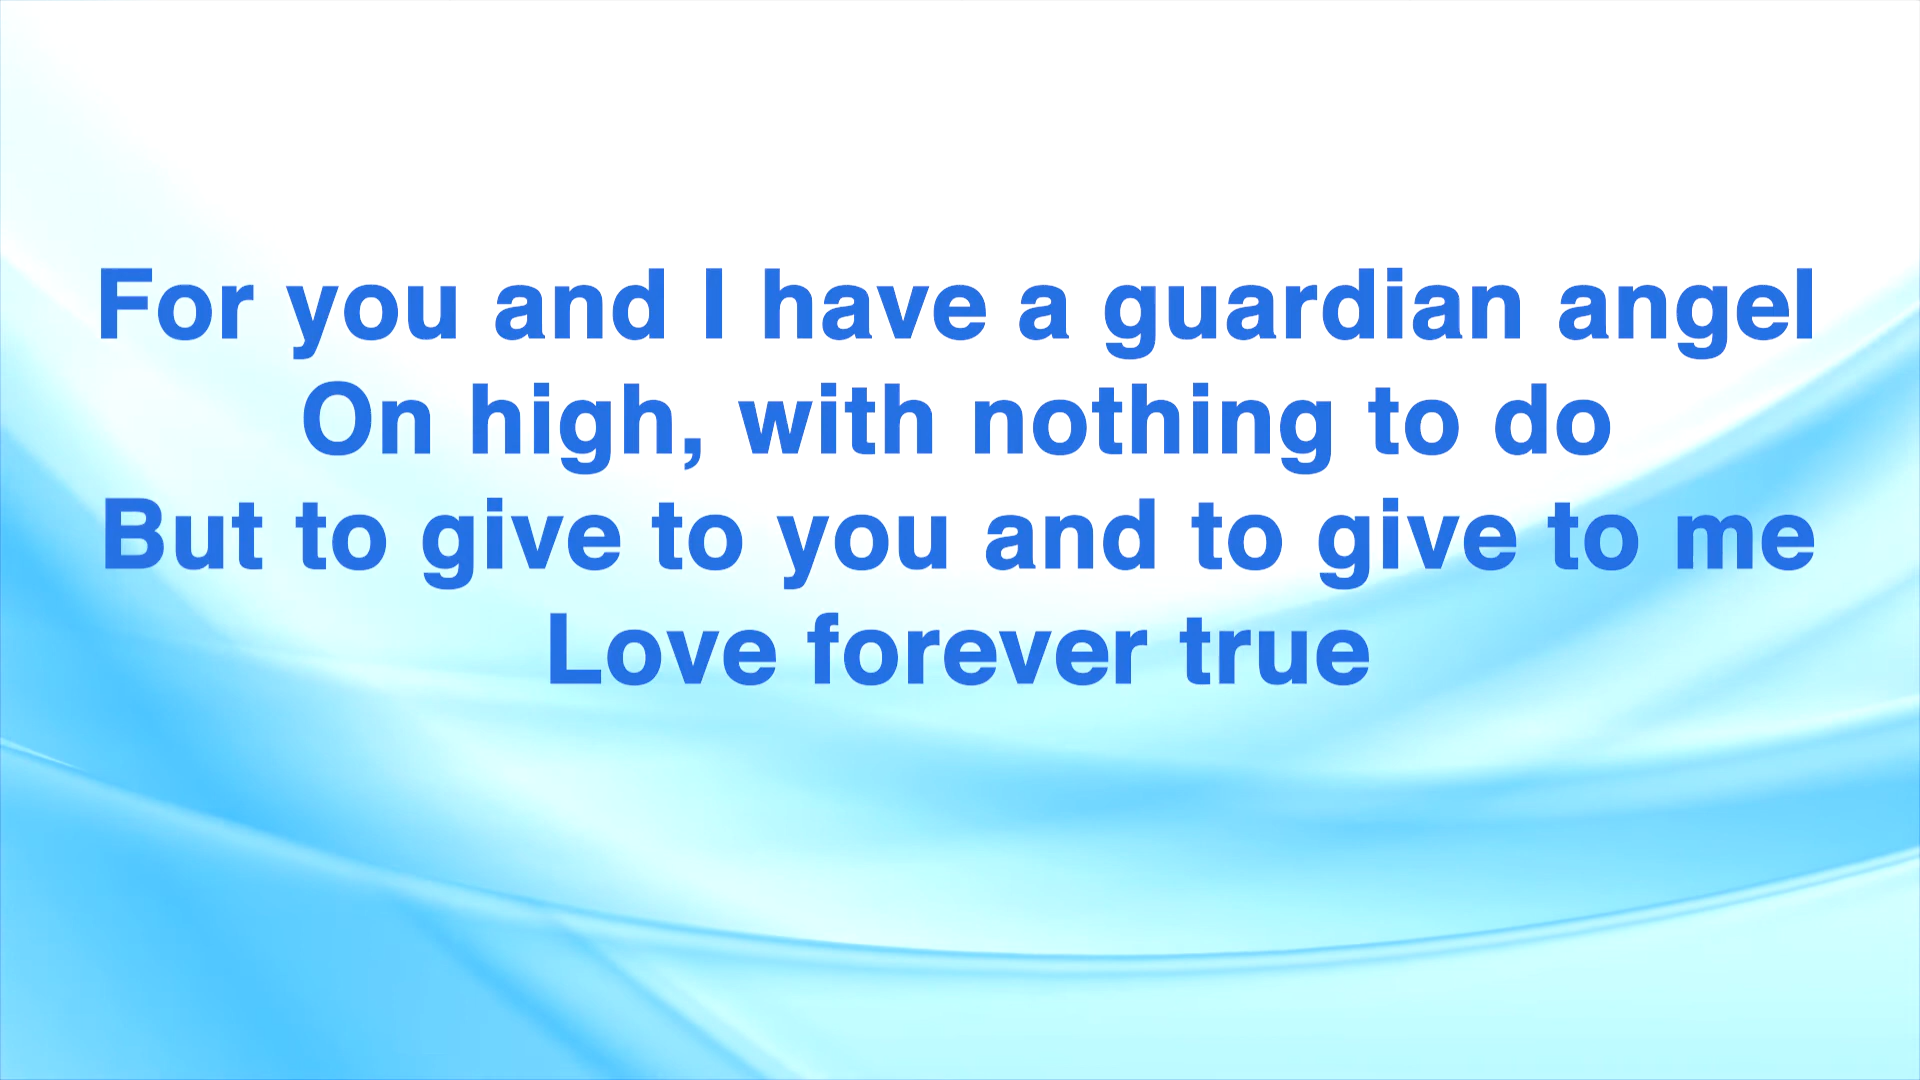 For you and I have a guardian angel
On high, with nothing to do
But to give to you and to give to me
Love forever true